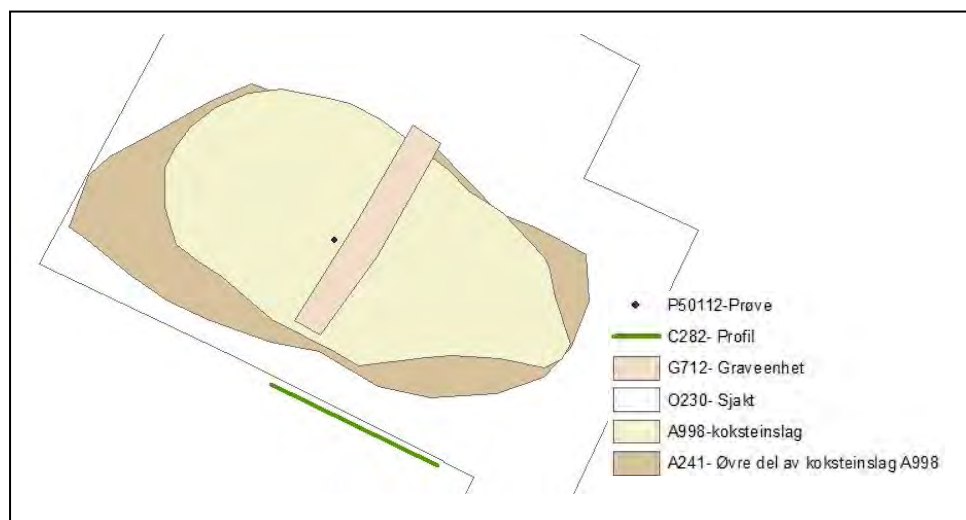 P50112-Prøve
C282- Profil
G712- Graveenhet
O230- Sjakt
A998-koksteinslag
A241- Øvre del av koksteinslag A998